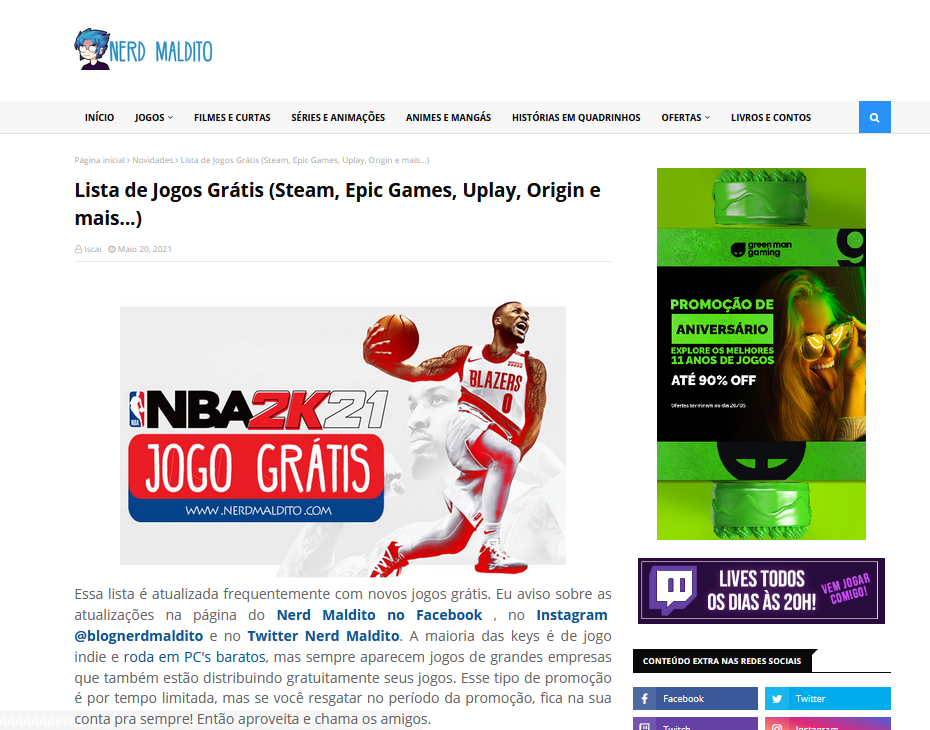 NERD MALDITO
INÍCIO JOGOS FILMES E CURTAS SÉRIES E ANIMAÇÕES ANIMES E MANGÁS HISTÓRIAS EM QUADRINHOS OFERTAS LIVROS E CONTOS
Página inicial › Novidades › Lista de Jogos Grátis (Steam, Epic Games, Uplay, Origin e mais...)
Lista de Jogos Grátis (Steam, Epic Games, Uplay, Origin e
mais...)
Iscai Maio 20, 2021
NBA 2K21
BLAZERS
0
JOGO GRÁTIS
WWW.NERDMALDITO.COM
Essa lista é atualizada frequentemente com novos jogos grátis. Eu aviso sobre as
atualizações na página do Nerd Maldito no Facebook , no Instagram
@blognerdmaldito e no Twitter Nerd Maldito. A maioria das keys é de jogo
indie e roda em PC's baratos, mas sempre aparecem jogos de grandes empresas
que também estão distribuindo gratuitamente seus jogos. Esse tipo de promoção
é por tempo limitada, mas se você resgatar no período da promoção, fica na sua
conta pra sempre! Então aproveita e chama os amigos.
green man
gaming
PROMOÇÃO DE
ANIVERSÁRIO
EXPLORE OS MELHORES
11 ANOS DE JOGOS
ATÉ 90% OFF
Ofertas terminam no dia 26/05
LIVES TODOS
OS DIAS ÀS 20H!
VEM JOGAR
COMIGO!
CONTEÚDO EXTRA NAS REDES SOCIAIS
Facebook Twitter
Twitch Instagram